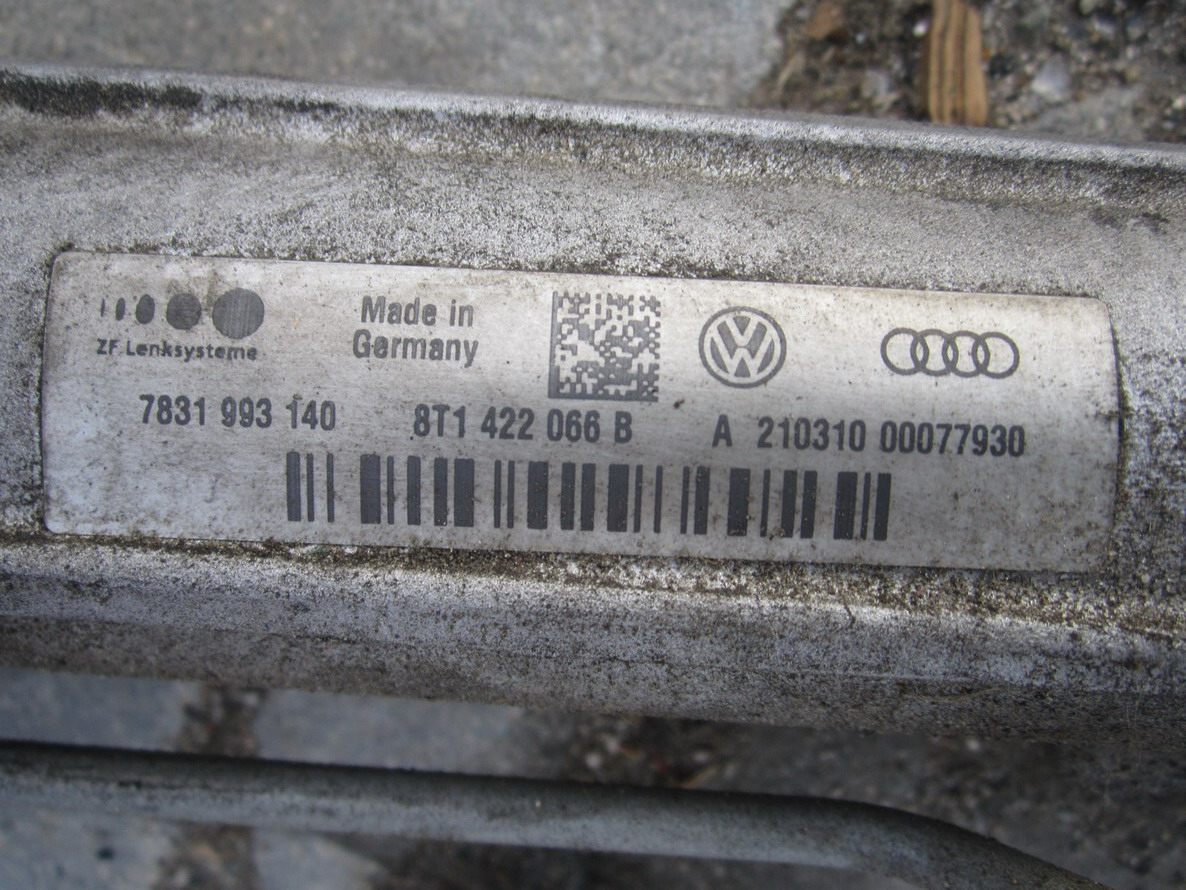 ZF Lenksysteme
Made in
Germany
7831 993 140
8T1 422 066 B
A 210310 00077930